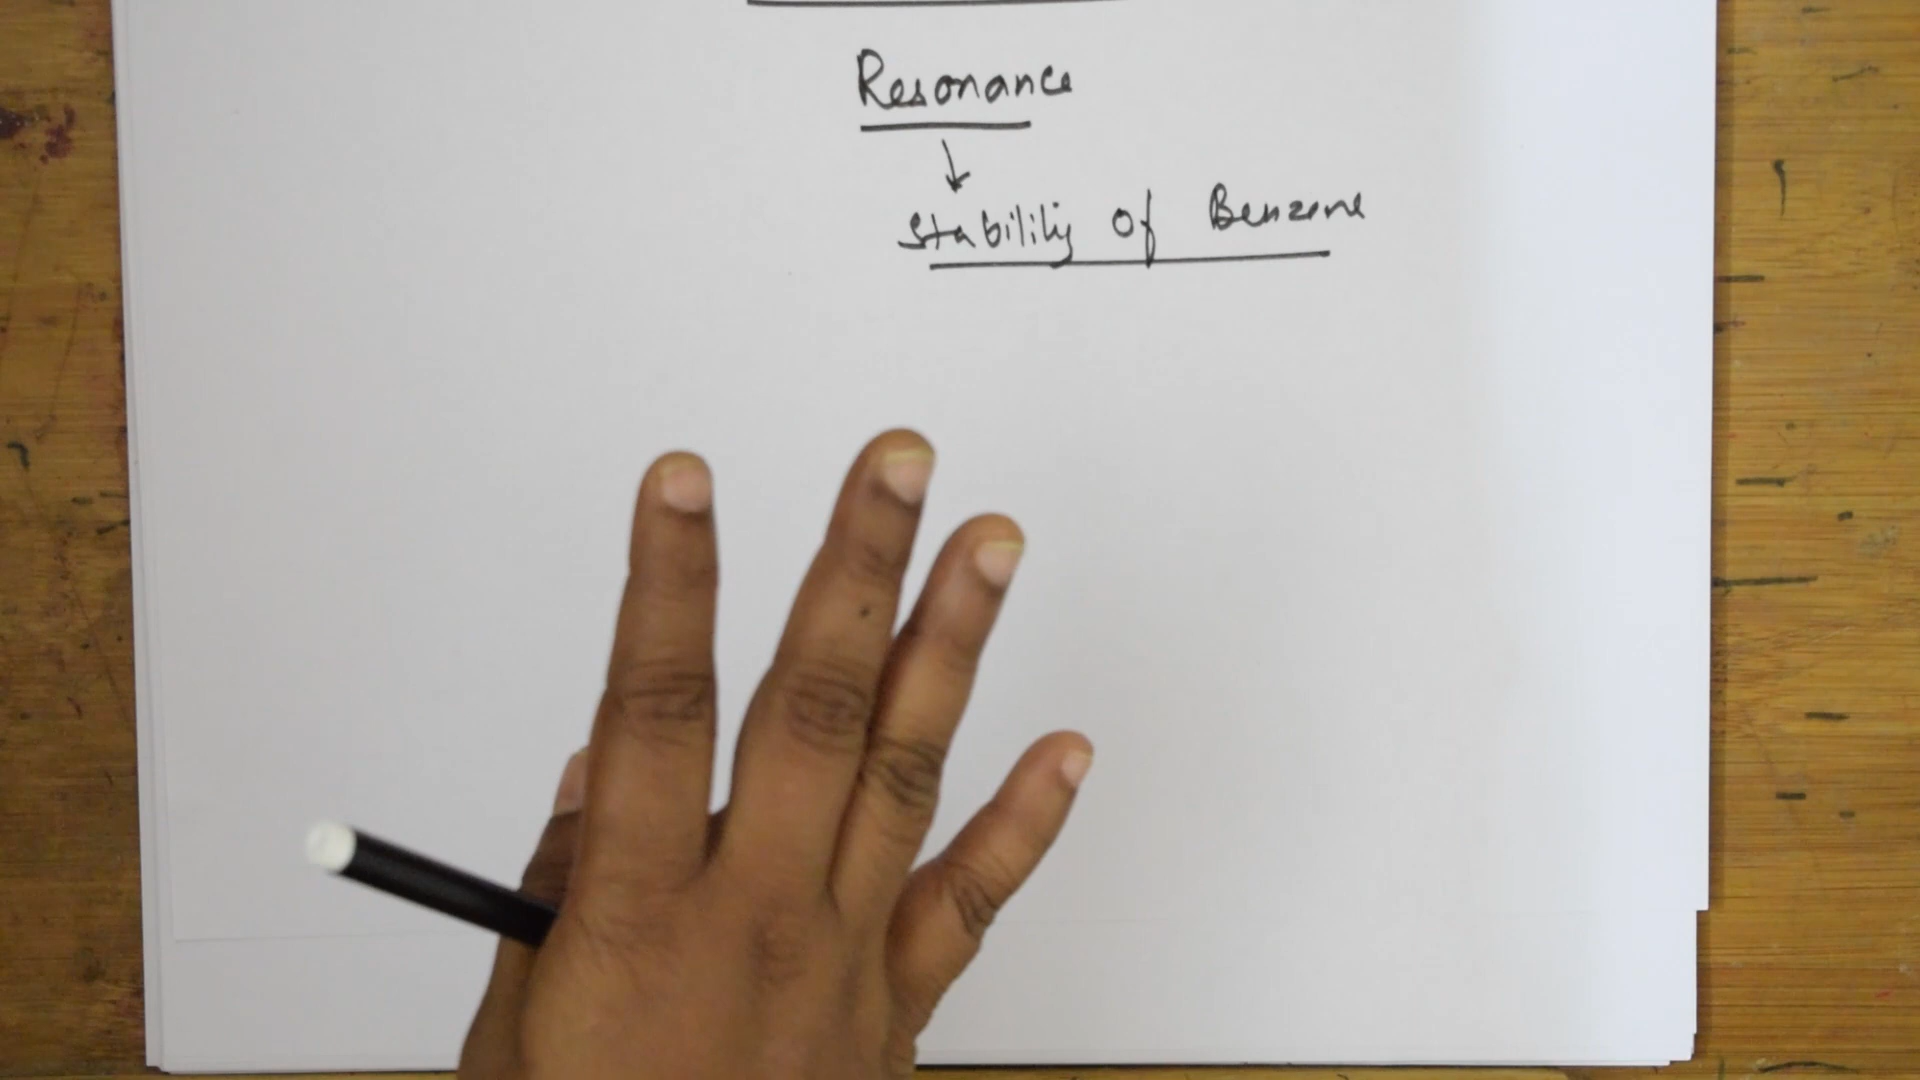 Resonance
↓
Stability of Benzene